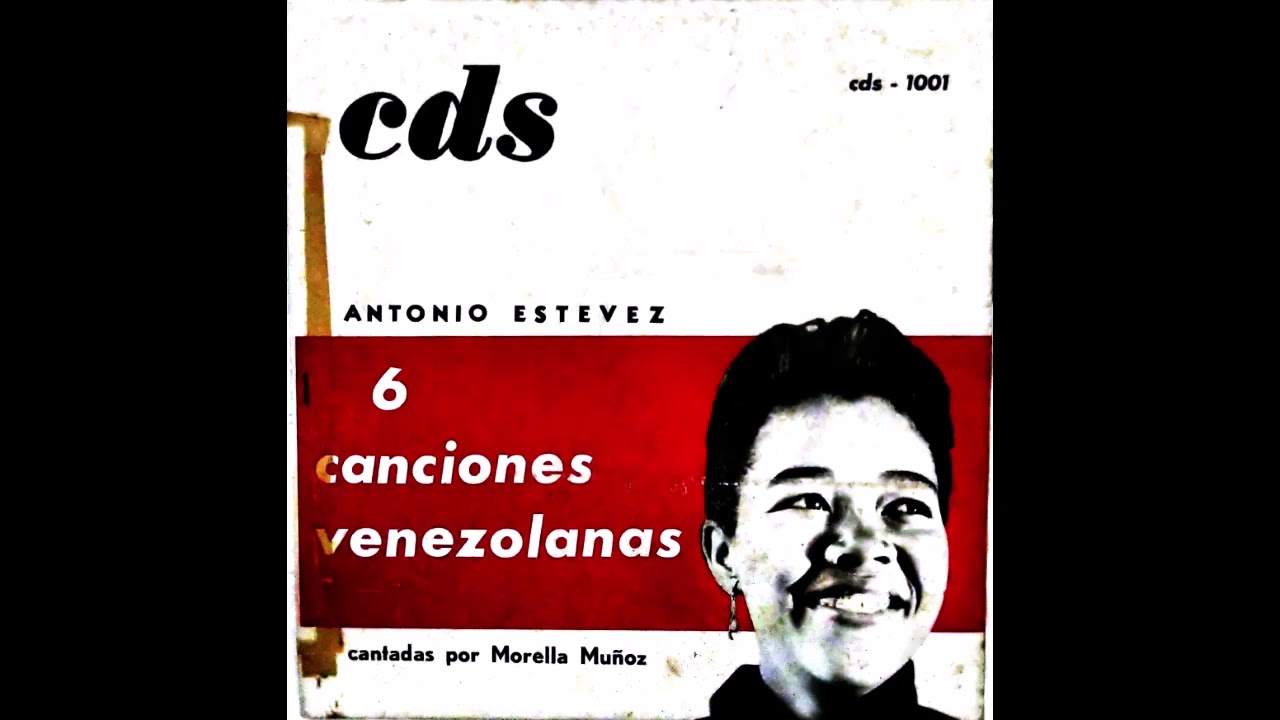 cds
cds - 1001
ANTONIO ESTEVEZ
6
canciones
venezolanas
cantadas por Morella Muñoz